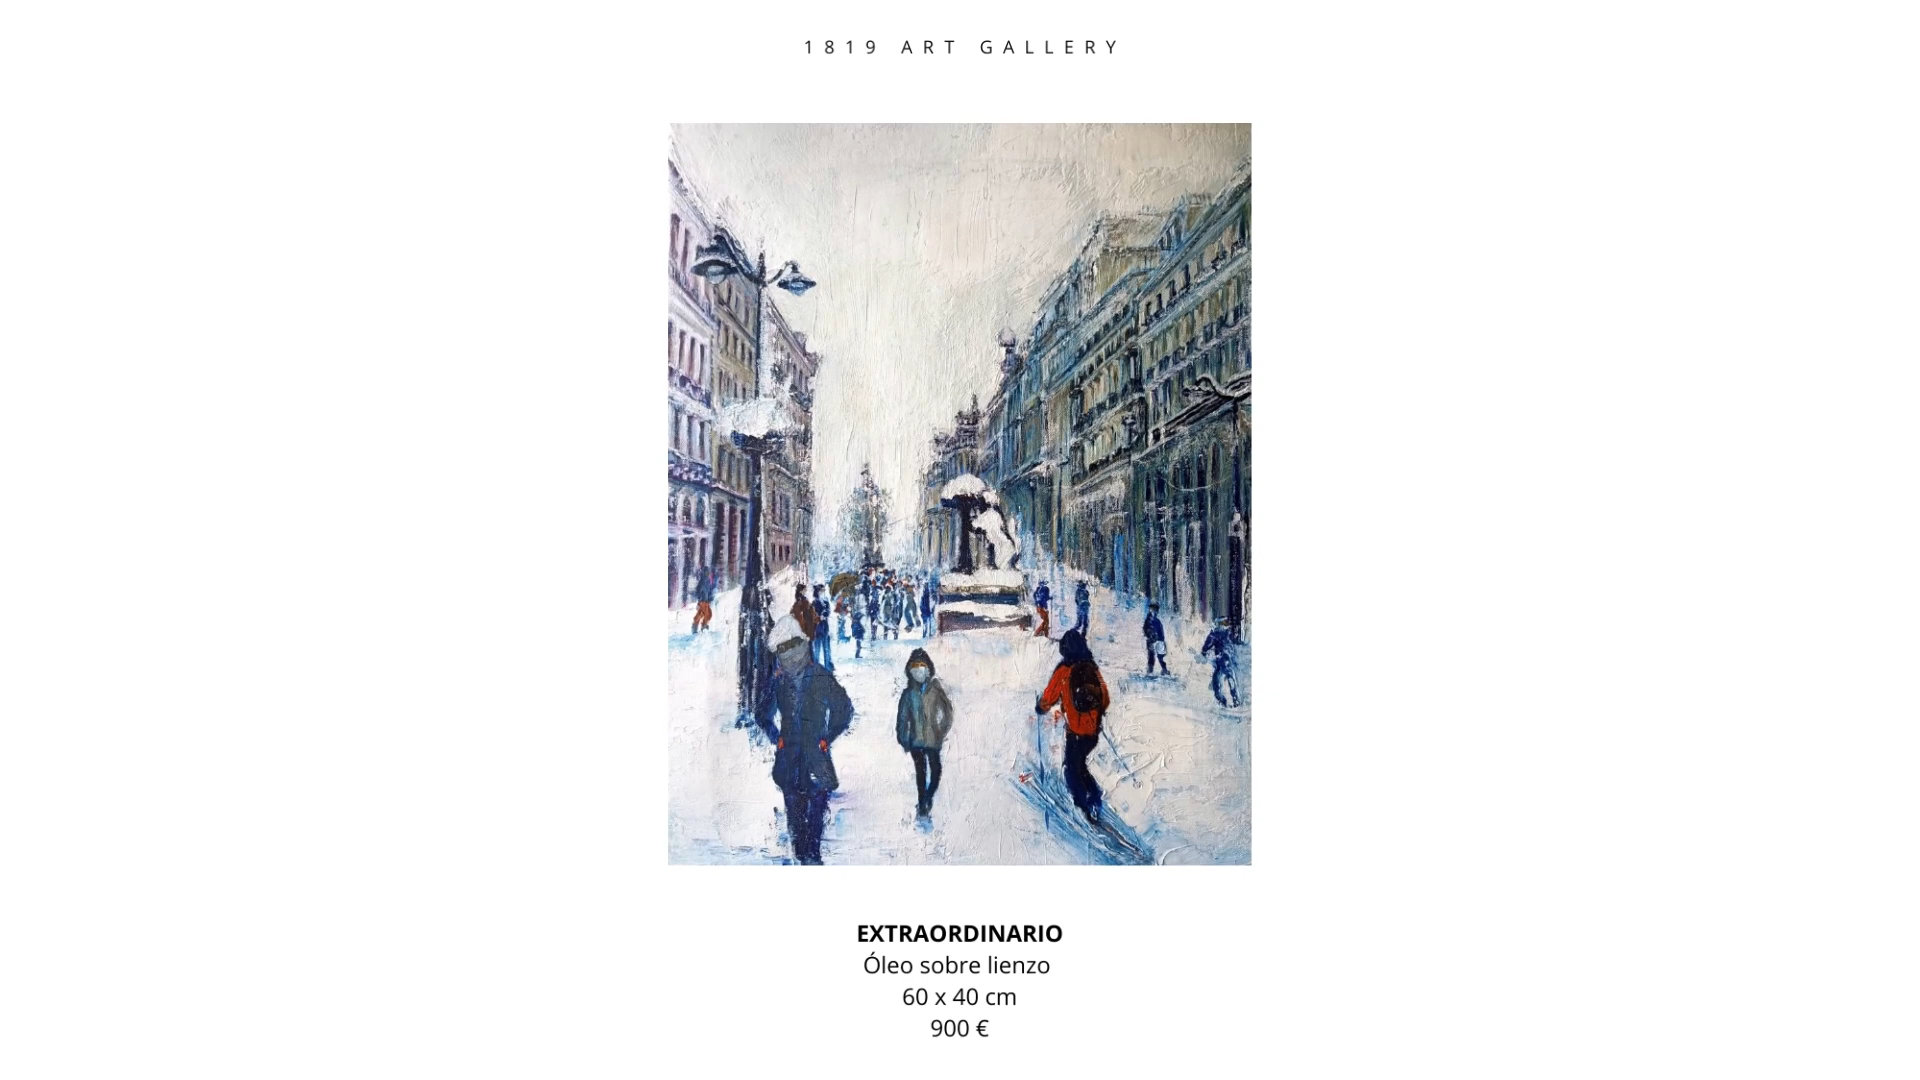 1819 ART GALLERY
EXTRAORDINARIO
Óleo sobre lienzo
60 x 40 cm
900 €